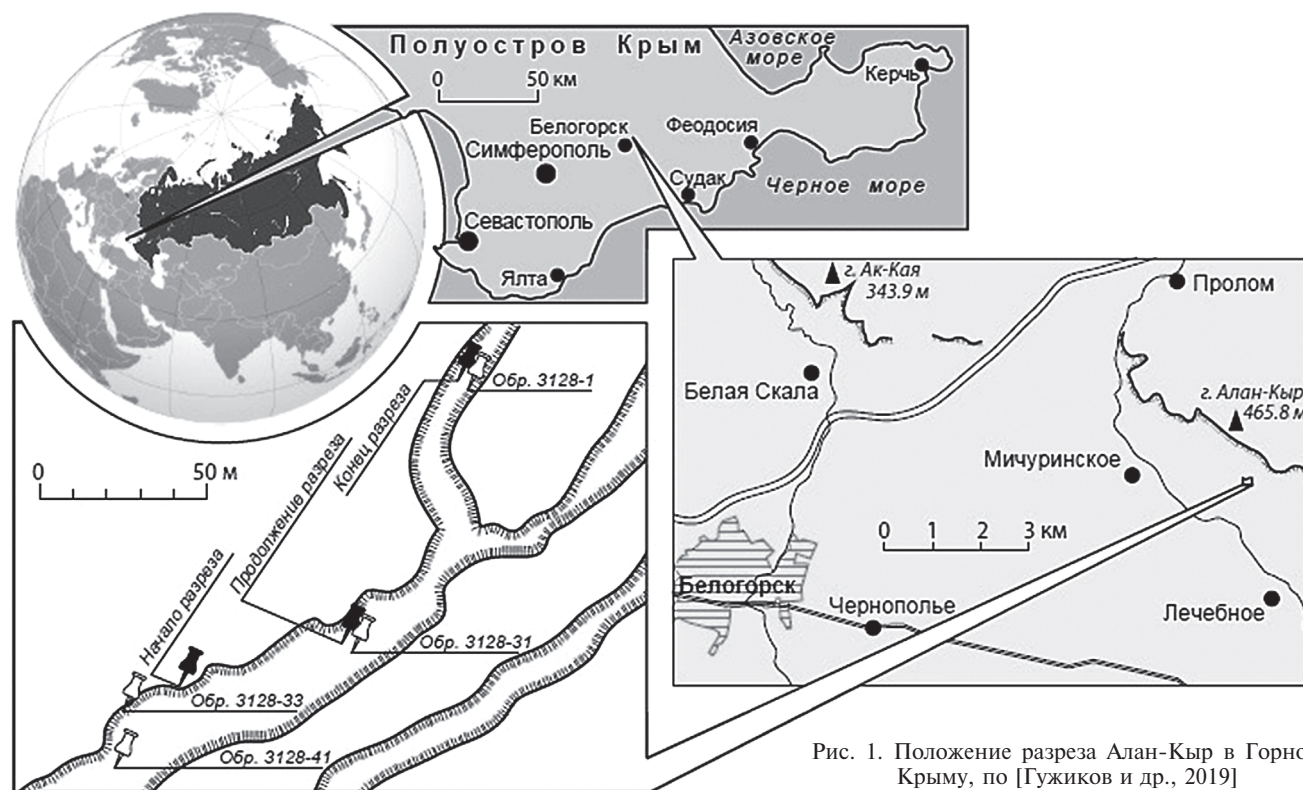 Полуостров Крым
Азовское
море
Керчь
0 50 км
Белогорск
Феодосия
Симферополь
Судак
Черное море
Севастополь
Ялта
г. Ак-Кая
343.9 м
Пролом
Белая Скала
г. Алан-Кыр
465.8 м
Мичуринское
0 1 2 3 км
Белогорск
Чернополье
Лечебное
Обр. 3128-1
Конец разреза
0 50 м
Продолжение разреза
Начало разреза
Обр. 3128-31
Обр. 3128-33
Обр. 3128-41
Рис. 1. Положение разреза Алан-Кыр в Горно
Крыму, по [Гужиков и др., 2019]